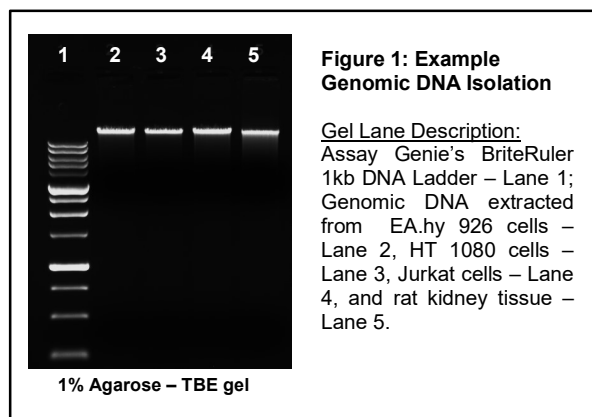 1 2 3 4 5
1% Agarose – TBE gel
Figure 1: Example
Genomic DNA Isolation
Gel Lane Description:
Assay Genie's BriteRuler
1kb DNA Ladder – Lane 1;
Genomic DNA extracted
from EA.hy 926 cells –
Lane 2, HT 1080 cells –
Lane 3, Jurkat cells – Lane
4, and rat kidney tissue –
Lane 5.